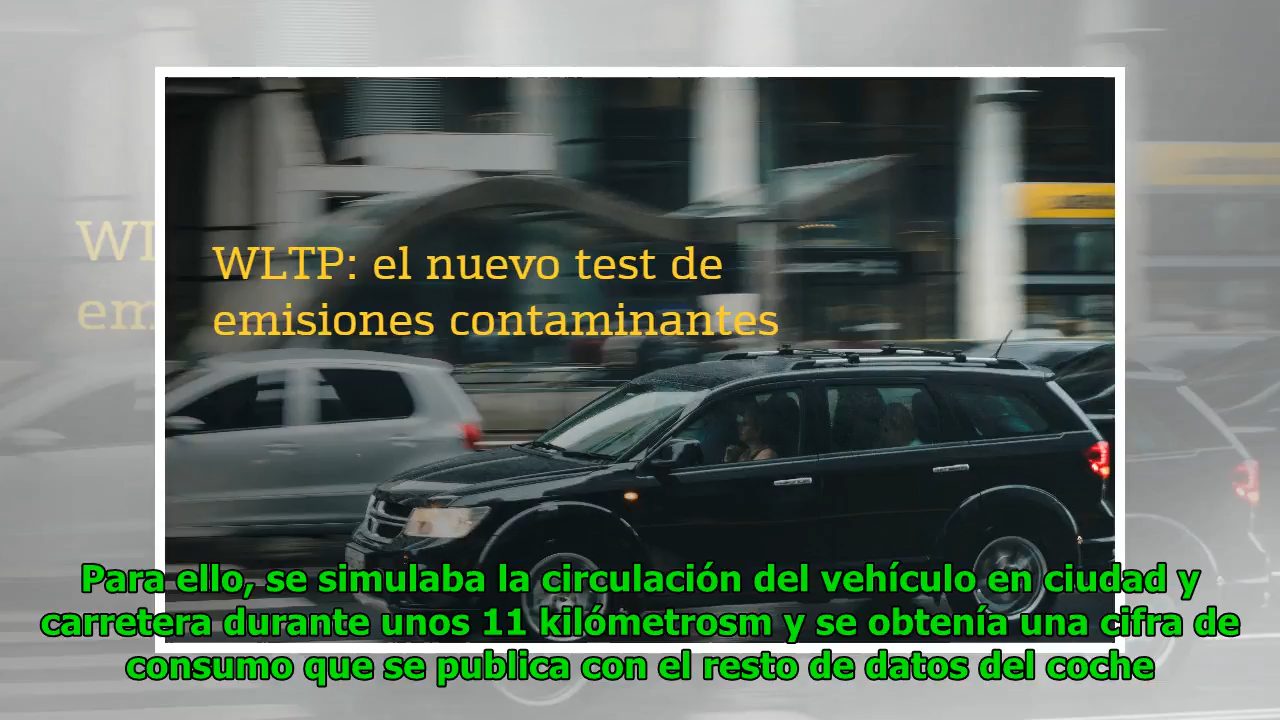 WLTP: el nuevo test de
emisiones contaminantes
Para ello, se simulaba la circulación del vehículo en ciudad y
carretera durante unos 11 kilómetrosm y se obtenía una cifra de
consumo que se publica con el resto de datos del coche